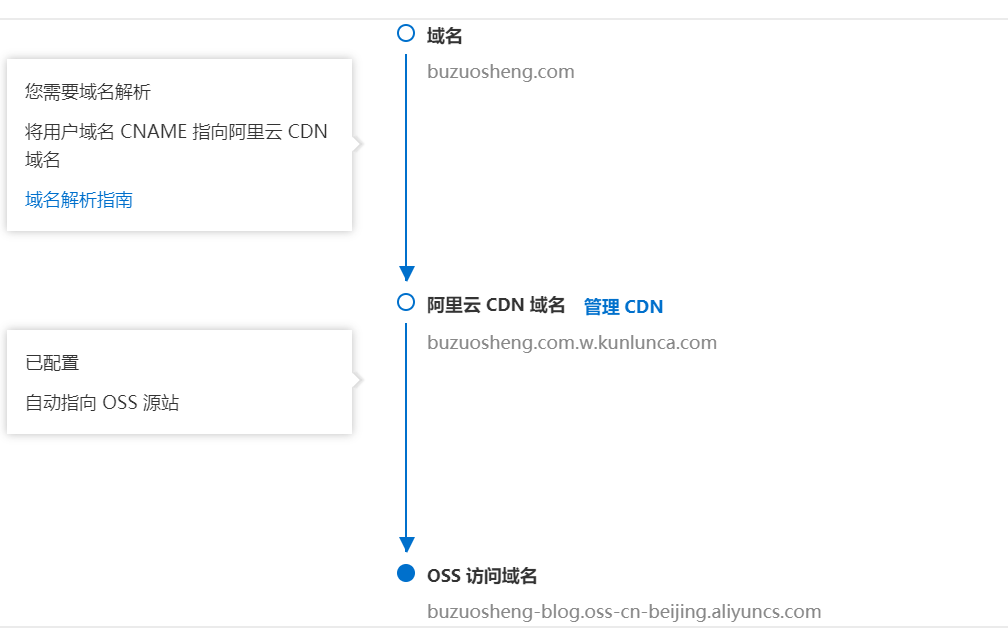 域名
buzuosheng.com
您需要域名解析
将用户域名 CNAME 指向阿里云 CDN
域名
域名解析指南
阿里云 CDN 域名 管理 CDN
buzuosheng.com.w.kunlunca.com
已配置
自动指向 OSS 源站
OSS 访问域名
buzuosheng-blog.oss-cn-beijing.aliyuncs.com